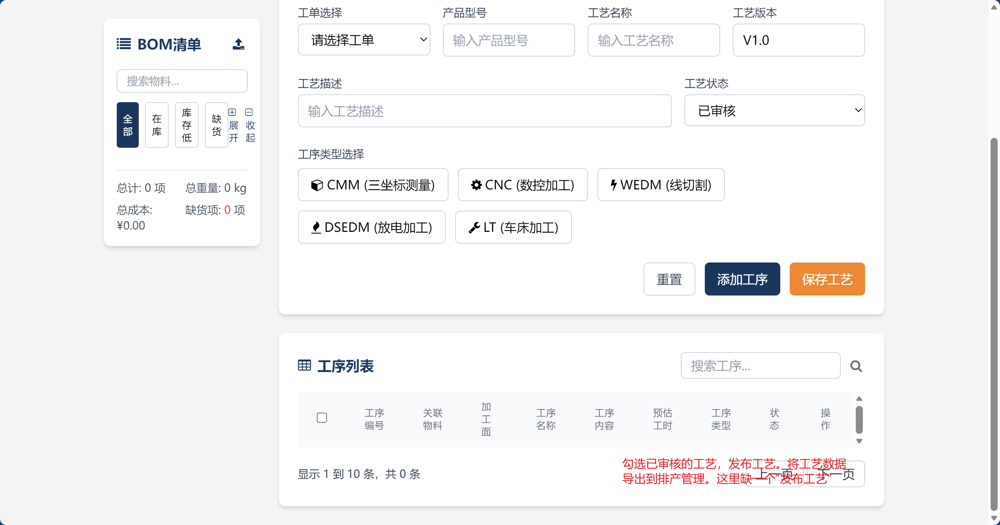 BOM清单
搜索物料...
全部
在库
库存低
缺货
展开
收起
总计: 0 项
总重量: 0 kg
总成本: ¥0.00
缺货项: 0 项
工单选择
产品型号
工艺名称
工艺版本
请选择工单
输入产品型号
输入工艺名称
V1.0
工艺描述
工艺状态
输入工艺描述
已审核
工序类型选择
CMM (三坐标测量)
CNC (数控加工)
WEDM (线切割)
DSEDM (放电加工)
LT (车床加工)
重置
添加工序
保存工艺
工序列表
搜索工序...
工序编号
关联物料
加工面
工序名称
工序内容
预估工时
工序类型
状态
操作
显示 1 到 10 条，共 0 条
上一页
下一页
勾选已审核的工艺，发布工艺。将工艺数据
导出到排产管理。这里缺一个“发布工艺”